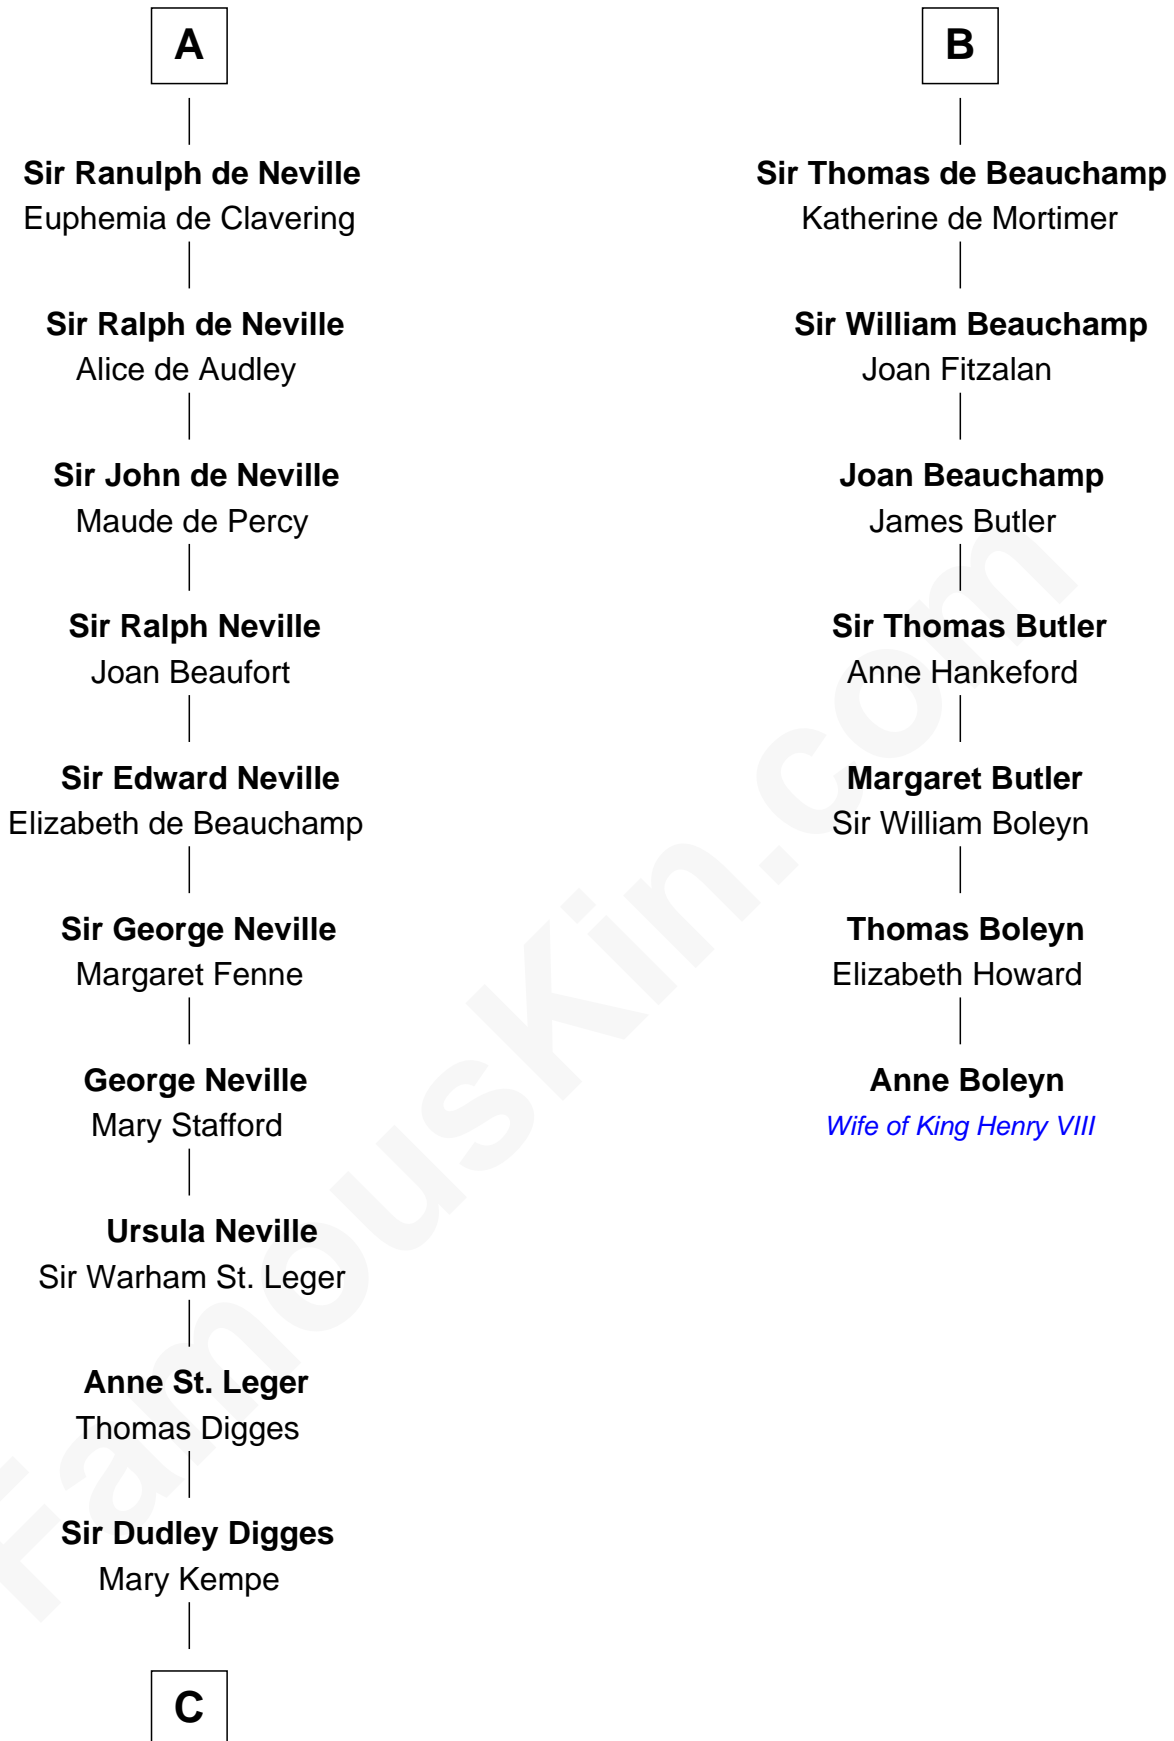 A
Sir Ranulph de Neville
Euphemia de Clavering
Sir Ralph de Neville
Alice de Audley
Sir John de Neville
Maude de Percy
Sir Ralph Neville
Joan Beaufort
Sir Edward Neville
Elizabeth de Beauchamp
Sir George Neville
Margaret Fenne
George Neville
Mary Stafford
Ursula Neville
Sir Warham St. Leger
Anne St. Leger
Thomas Digges
Sir Dudley Digges
Mary Kempe
C
B
Sir Thomas de Beauchamp
Katherine de Mortimer
Sir William Beauchamp
Joan Fitzalan
Joan Beauchamp
James Butler
Sir Thomas Butler
Anne Hankeford
Margaret Butler
Sir William Boleyn
Thomas Boleyn
Elizabeth Howard
Anne Boleyn
Wife of King Henry VIII
FamousKin.com